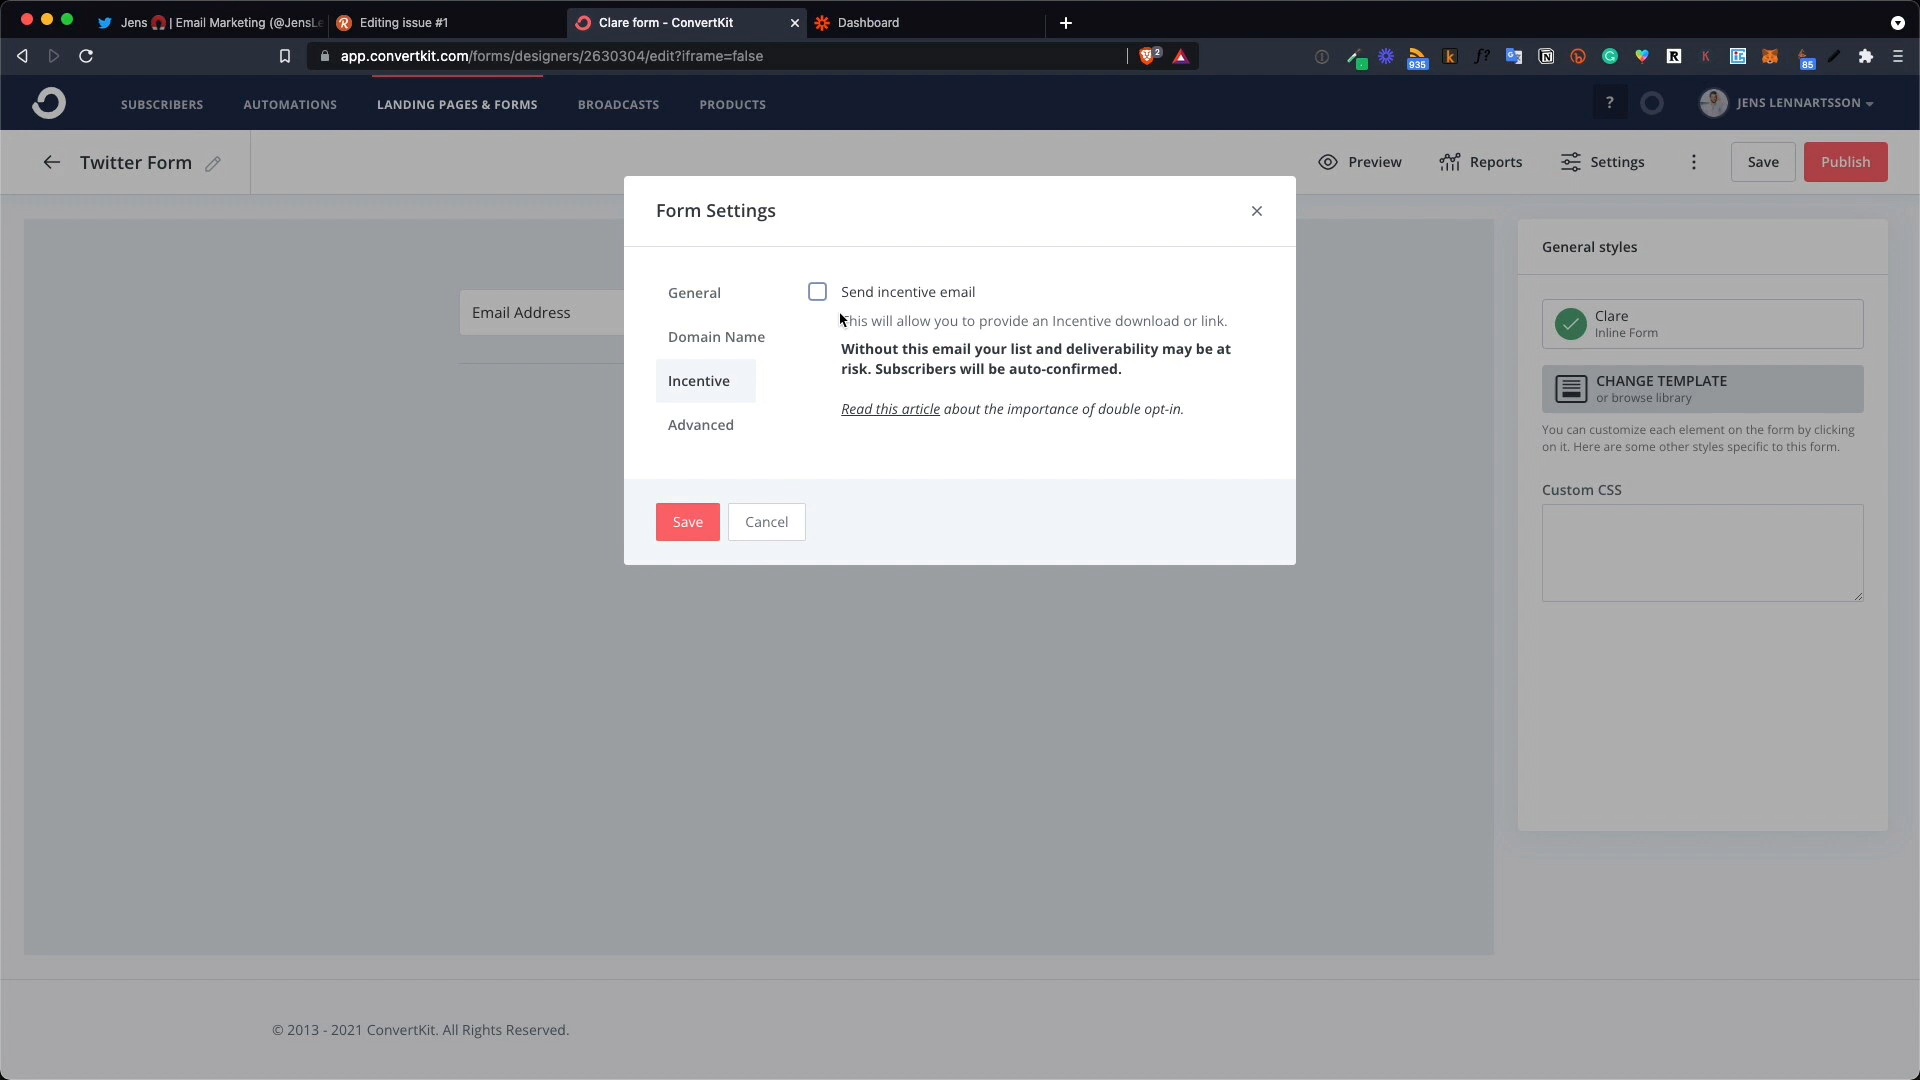 Jens | Email Marketing (@JensLe
Editing issue #1
Clare form - ConvertKit
Dashboard
app.convertkit.com/forms/designers/2630304/edit?iframe=false
2
935
85
SUBSCRIBERS
AUTOMATIONS
LANDING PAGES & FORMS
BROADCASTS
PRODUCTS
?
JENS LENNARTSSON
Twitter Form
Preview
Reports
Settings
Save
Publish
Form Settings
General
Domain Name
Incentive
Advanced
Send incentive email
This will allow you to provide an Incentive download or link.
Without this email your list and deliverability may be at
risk. Subscribers will be auto-confirmed.
Read this article about the importance of double opt-in.
Save
Cancel
Email Address
General styles
Clare
Inline Form
CHANGE TEMPLATE
or browse library
You can customize each element on the form by clicking
on it. Here are some other styles specific to this form.
Custom CSS
© 2013 - 2021 ConvertKit. All Rights Reserved.